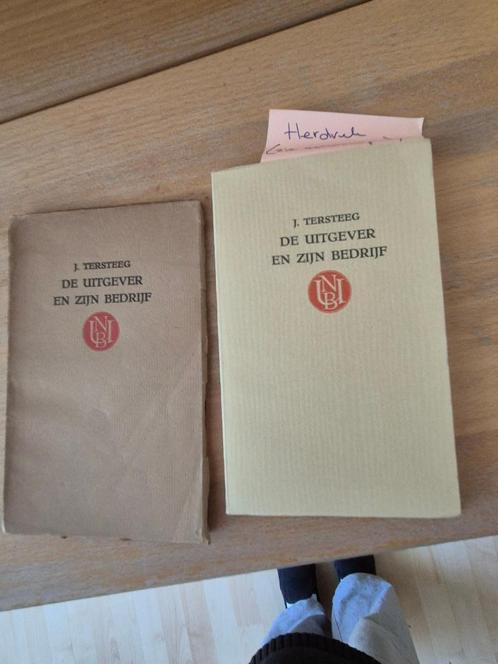 Herdruk
J. TERSTEEG
DE UITGEVER
EN ZIJN BEDRIJF
J. TERSTEEG
DE UITGEVER
EN ZIJN BEDRIJF